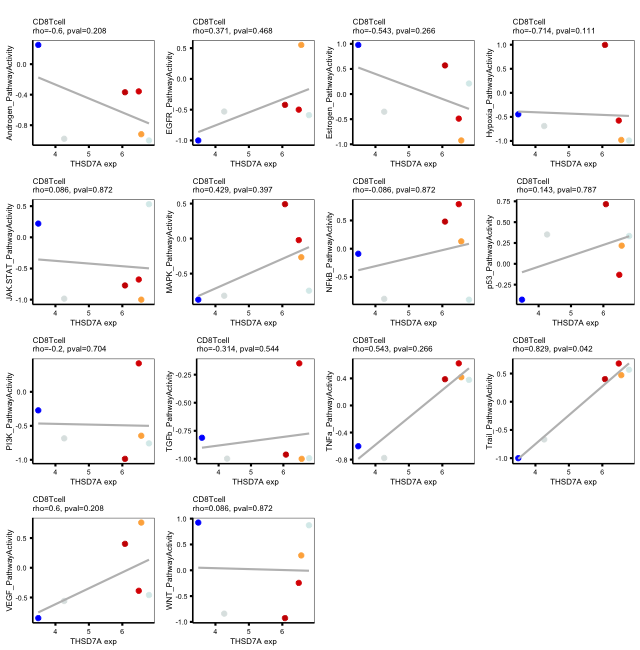 CD8Tcell
rho=-0.6, pval=0.208
Androgen_PathwayActivity
0.0
-0.4
-0.8
4
5
6
THSD7A exp
CD8Tcell
rho=0.371, pval=0.468
EGFR_PathwayActivity
0.5
0.0
-0.5
-1.0
4
5
6
THSD7A exp
CD8Tcell
rho=-0.543, pval=0.266
Estrogen_PathwayActivity
1.0
0.5
0.0
-0.5
-1.0
4
5
6
THSD7A exp
CD8Tcell
rho=-0.714, pval=0.111
Hypoxia_PathwayActivity
1.0
0.5
0.0
-0.5
-1.0
4
5
6
THSD7A exp
CD8Tcell
rho=0.086, pval=0.872
JAK.STAT_PathwayActivity
0.5
0.0
-0.5
-1.0
4
5
6
THSD7A exp
CD8Tcell
rho=0.429, pval=0.397
MAPK_PathwayActivity
0.5
0.0
-0.5
4
5
6
THSD7A exp
CD8Tcell
rho=-0.086, pval=0.872
NFkB_PathwayActivity
0.5
0.0
-0.5
4
5
6
THSD7A exp
CD8Tcell
rho=0.143, pval=0.787
p53_PathwayActivity
0.75
0.50
0.25
0.00
-0.25
4
5
6
THSD7A exp
CD8Tcell
rho=-0.2, pval=0.704
PI3K_PathwayActivity
0.0
-0.5
-1.0
4
5
6
THSD7A exp
CD8Tcell
rho=-0.314, pval=0.544
TGFb_PathwayActivity
-0.25
-0.50
-0.75
-1.00
4
5
6
THSD7A exp
CD8Tcell
rho=0.543, pval=0.266
TNFa_PathwayActivity
0.4
0.0
-0.4
-0.8
4
5
6
THSD7A exp
CD8Tcell
rho=0.829, pval=0.042
Trail_PathwayActivity
0.5
0.0
-0.5
-1.0
4
5
6
THSD7A exp
CD8Tcell
rho=0.6, pval=0.208
VEGF_PathwayActivity
0.5
0.0
-0.5
4
5
6
THSD7A exp
CD8Tcell
rho=0.086, pval=0.872
WNT_PathwayActivity
1.0
0.5
0.0
-0.5
-1.0
4
5
6
THSD7A exp